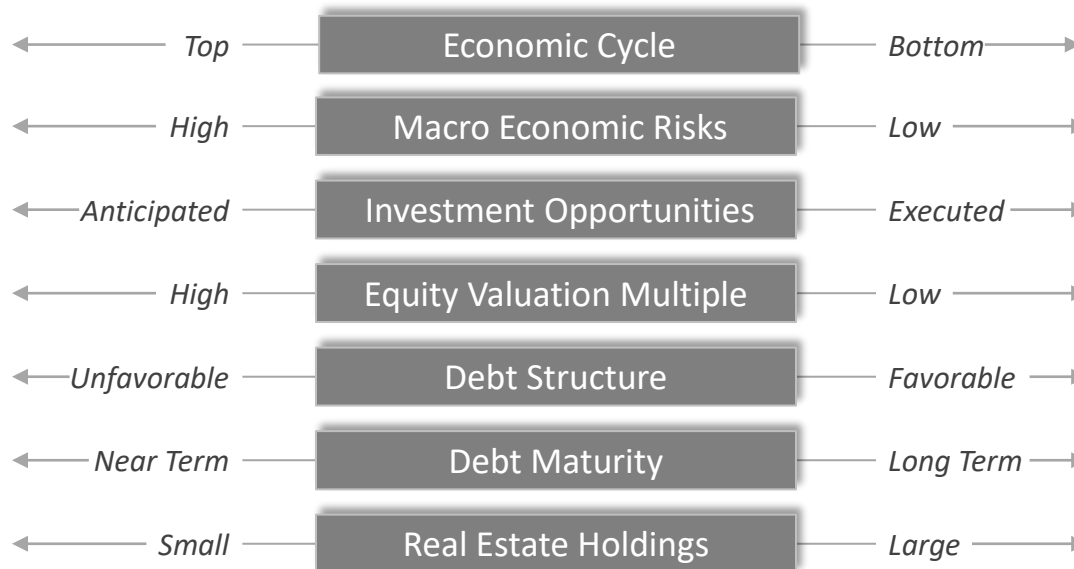 Top Economic Cycle Bottom
High Macro Economic Risks Low
Anticipated Investment Opportunities Executed
High Equity Valuation Multiple Low
Unfavorable Debt Structure Favorable
Near Term Debt Maturity Long Term
Small Real Estate Holdings Large